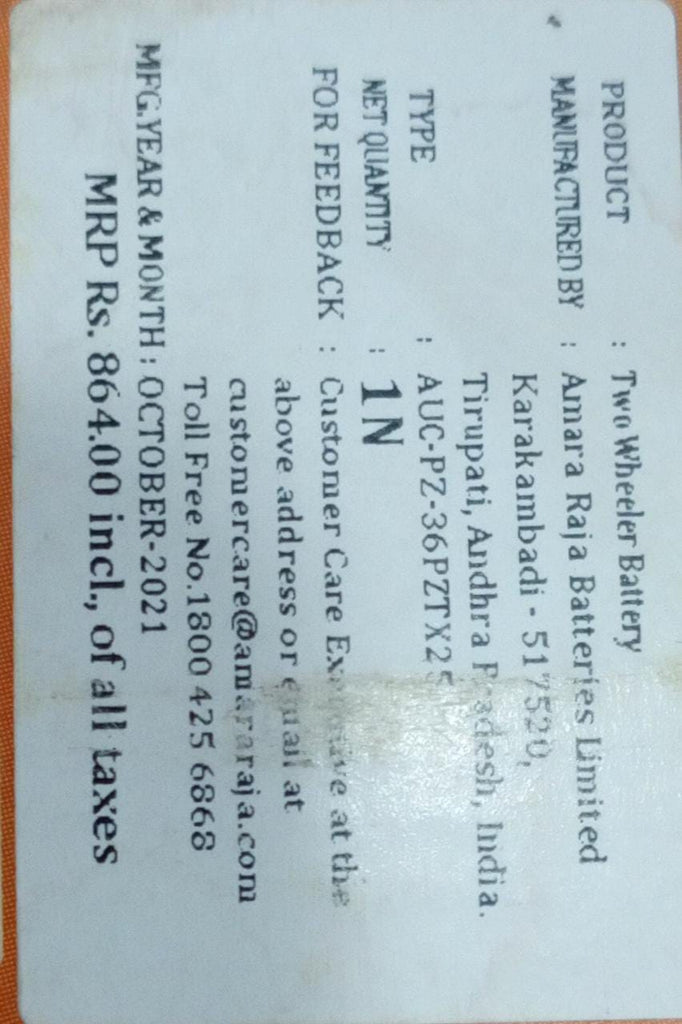 PRODUCT : Two Wheeler Battery
MANUFACTURED BY : Amara Raja Batteries Limited
Karakambadi - 517520,
Tirupati, Andhra Pradesh, India.
TYPE : AUC-PZ-36PZTX25
NET QUANTITY : 1N
FOR FEEDBACK : Customer Care Executive at the
above address or email at
customercare@amararaja.com
Toll Free No.1800 425 6868
MFG.YEAR & MONTH : OCTOBER-2021
MRP Rs. 864.00 incl., of all taxes